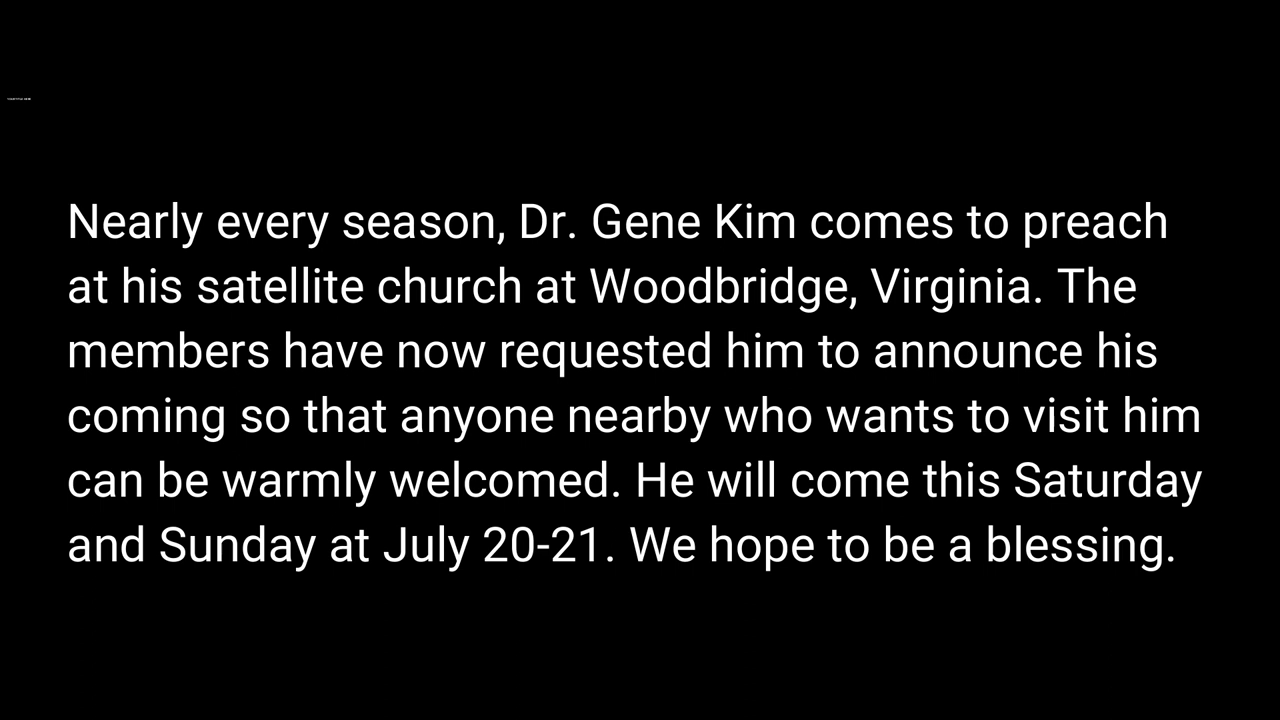 Nearly every season, Dr. Gene Kim comes to preach
at his satellite church at Woodbridge, Virginia. The
members have now requested him to announce his
coming so that anyone nearby who wants to visit him
can be warmly welcomed. He will come this Saturday
and Sunday at July 20-21. We hope to be a blessing.